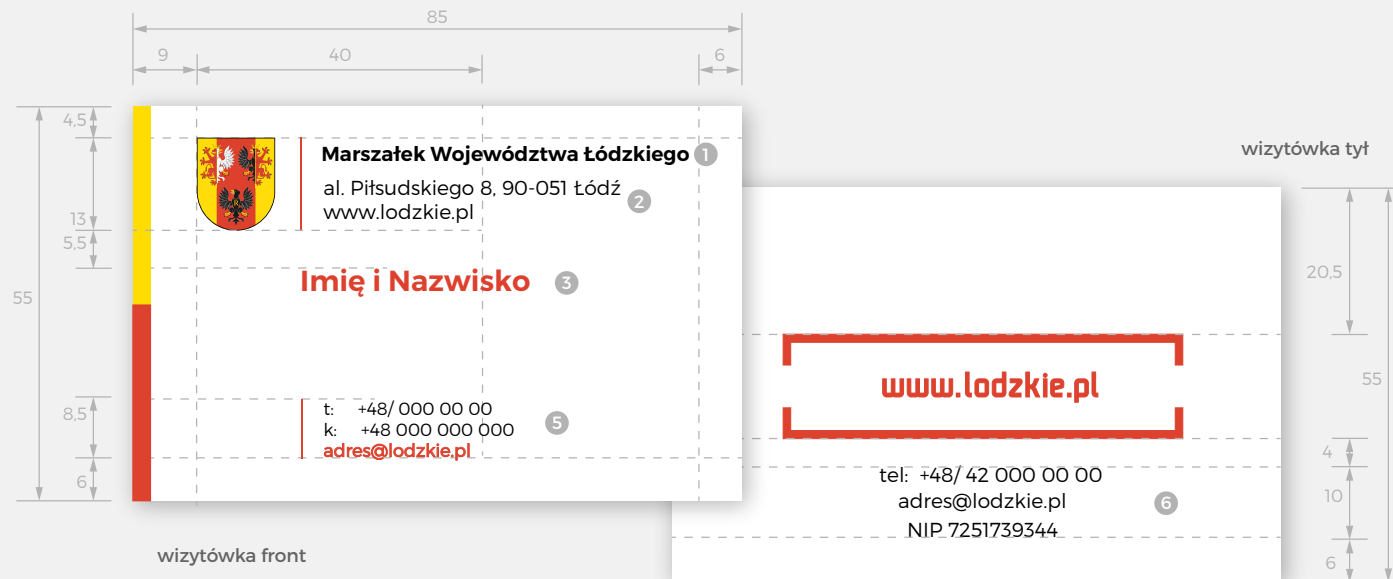 85
9
40
6
4,5
13
5,5
55
8,5
6
Marszałek Województwa Łódzkiego 1
al. Piłsudskiego 8, 90-051 Łódź
www.lodzkie.pl
2
Imię i Nazwisko 3
t: +48/ 000 00 00
k: +48 000 000 000
adres@lodzkie.pl
5
wizytówka front
wizytówka tył
www.lodzkie.pl
tel: +48/ 42 000 00 00
adres@lodzkie.pl
NIP 7251739344
6
20,5
55
4
10
6